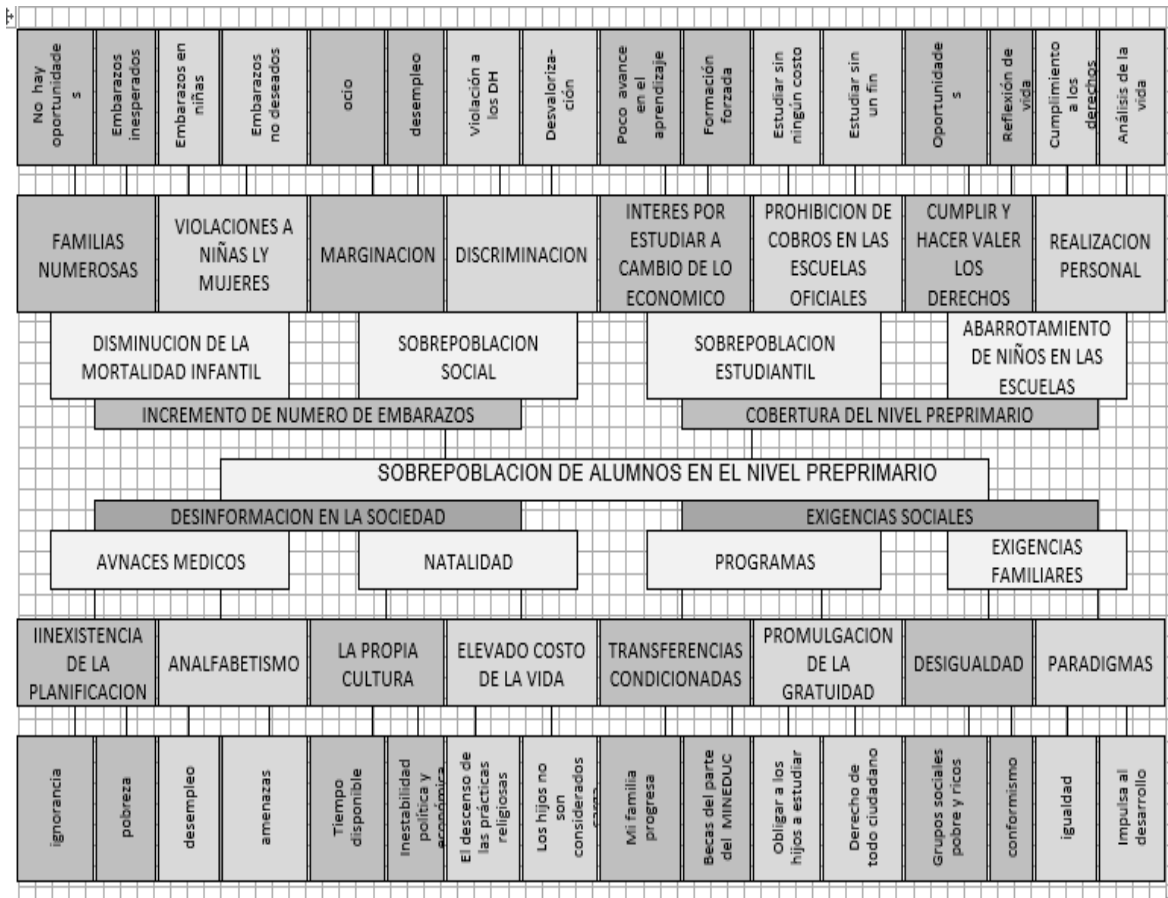 No hay
oportunidade
s
Embarazos
inesperados
Embarazos en
niñas
Embarazos
no deseados
ocio
desempleo
Violación a
los DH
Desvaloriza-
ción
Poco avance
en el
aprendizaje
Formación
forzada
Estudiar sin
ningún costo
Estudiar sin
un fin
Oportunidade
s
Reflexión de
vida
Cumplimiento
a los
derechos
Análisis de la
vida
FAMILIAS
NUMEROSAS
VIOLACIONES A
NIÑAS LY
MUJERES
MARGINACION
DISCRIMINACION
INTERES POR
ESTUDIAR A
CAMBIO DE LO
ECONOMICO
PROHIBICION DE
COBROS EN LAS
ESCUELAS
OFICIALES
CUMPLIR Y
HACER VALER
LOS
DERECHOS
REALIZACION
PERSONAL
DISMINUCION DE LA
MORTALIDAD INFANTIL
SOBREPOBLACION
SOCIAL
SOBREPOBLACION
ESTUDIANTIL
ABARROTAMIENTO
DE NIÑOS EN LAS
ESCUELAS
INCREMENTO DE NUMERO DE EMBARAZOS
COBERTURA DEL NIVEL PREPRIMARIO
SOBREPOBLACION DE ALUMNOS EN EL NIVEL PREPRIMARIO
DESINFORMACION EN LA SOCIEDAD
EXIGENCIAS SOCIALES
AVNACES MEDICOS
NATALIDAD
PROGRAMAS
EXIGENCIAS
FAMILIARES
IINEXISTENCIA
DE LA
PLANIFICACION
ANALFABETISMO
LA PROPIA
CULTURA
ELEVADO COSTO
DE LA VIDA
TRANSFERENCIAS
CONDICIONADAS
PROMULGACION
DE LA
GRATUIDAD
DESIGUALDAD
PARADIGMAS
ignorancia
pobreza
desempleo
amenazas
Tiempo
disponible
Inestabilidad
política y
económica
El descenso de
las prácticas
religiosas
Los hijos no
son
considerados
Mi familia
progresa
Becas del parte
del MINEDUC
Obligar a los
hijos a estudiar
Derecho de
todo ciudadano
Grupos sociales
pobre y ricos
conformismo
igualdad
Impulsa al
desarrollo